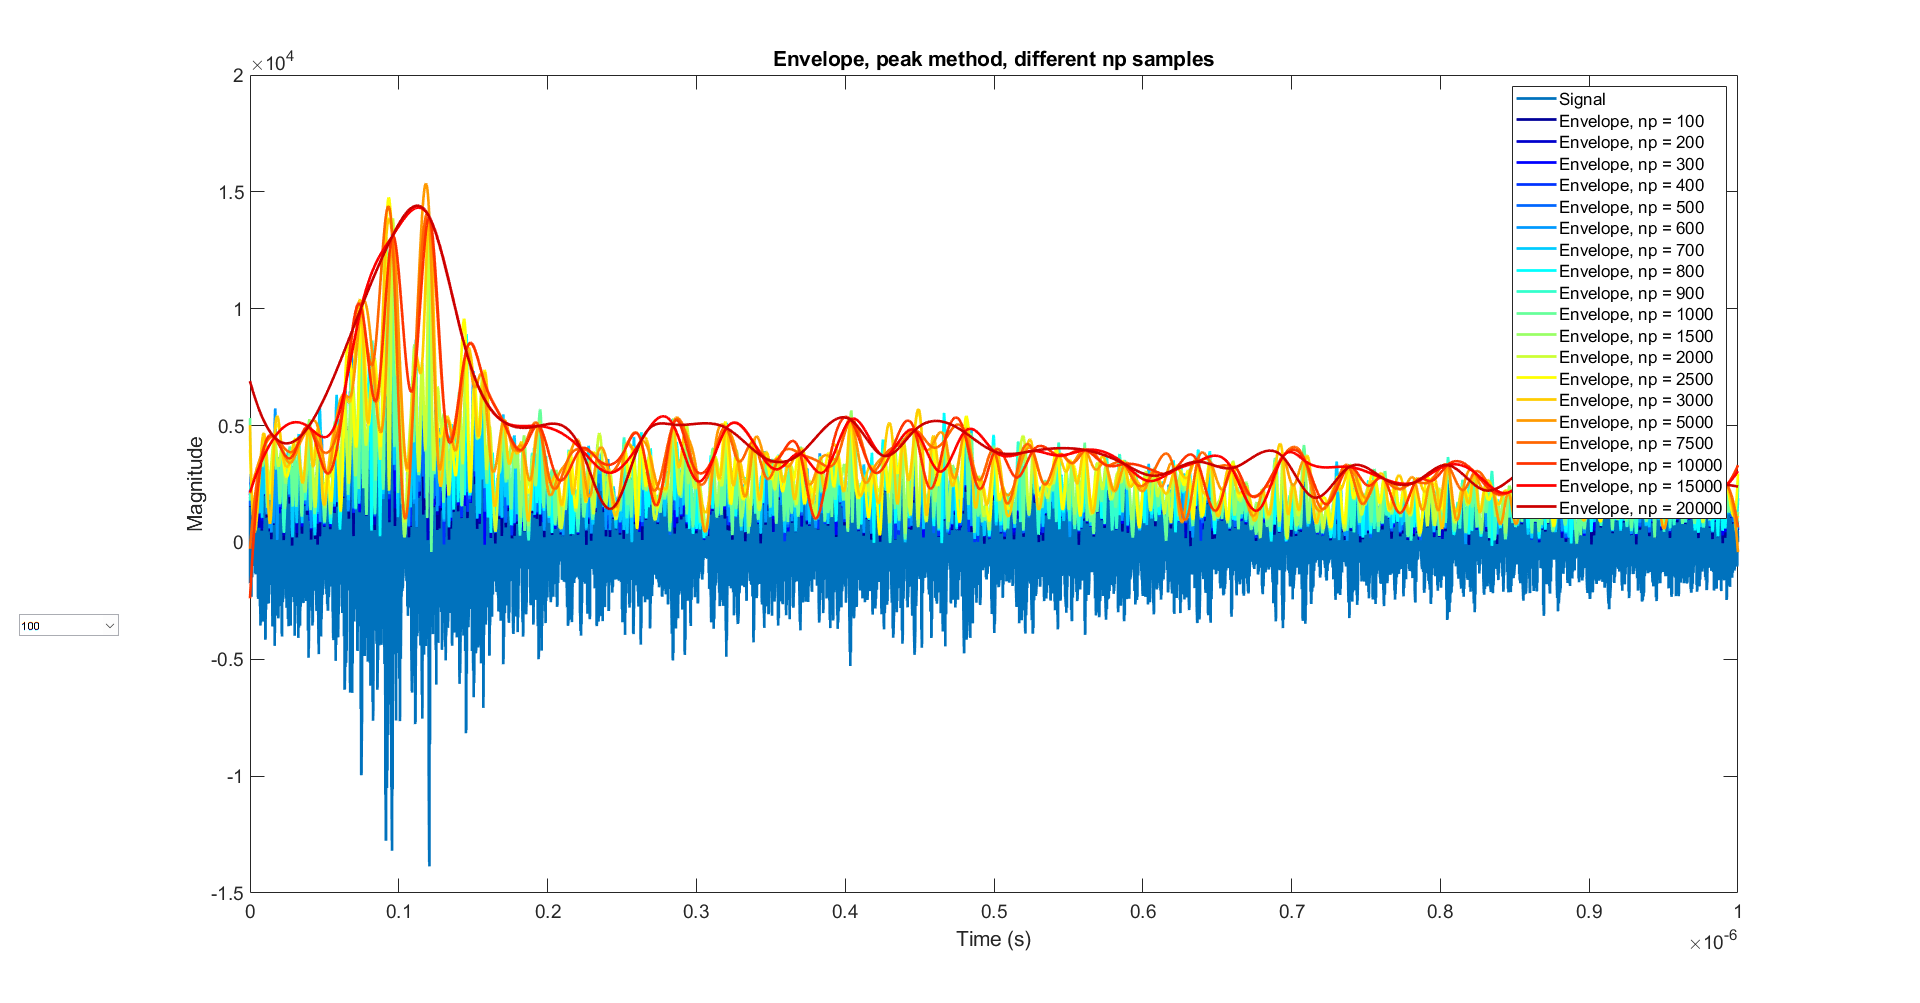 Envelope, peak method, different np samples
×10^4
2
1.5
1
0.5
0
-0.5
-1
-1.5
Magnitude
Signal
Envelope, np = 100
Envelope, np = 200
Envelope, np = 300
Envelope, np = 400
Envelope, np = 500
Envelope, np = 600
Envelope, np = 700
Envelope, np = 800
Envelope, np = 900
Envelope, np = 1000
Envelope, np = 1500
Envelope, np = 2000
Envelope, np = 2500
Envelope, np = 3000
Envelope, np = 5000
Envelope, np = 7500
Envelope, np = 10000
Envelope, np = 15000
Envelope, np = 20000
100
0 0.1 0.2 0.3 0.4 0.5 0.6 0.7 0.8 0.9 1
Time (s)
×10^-6